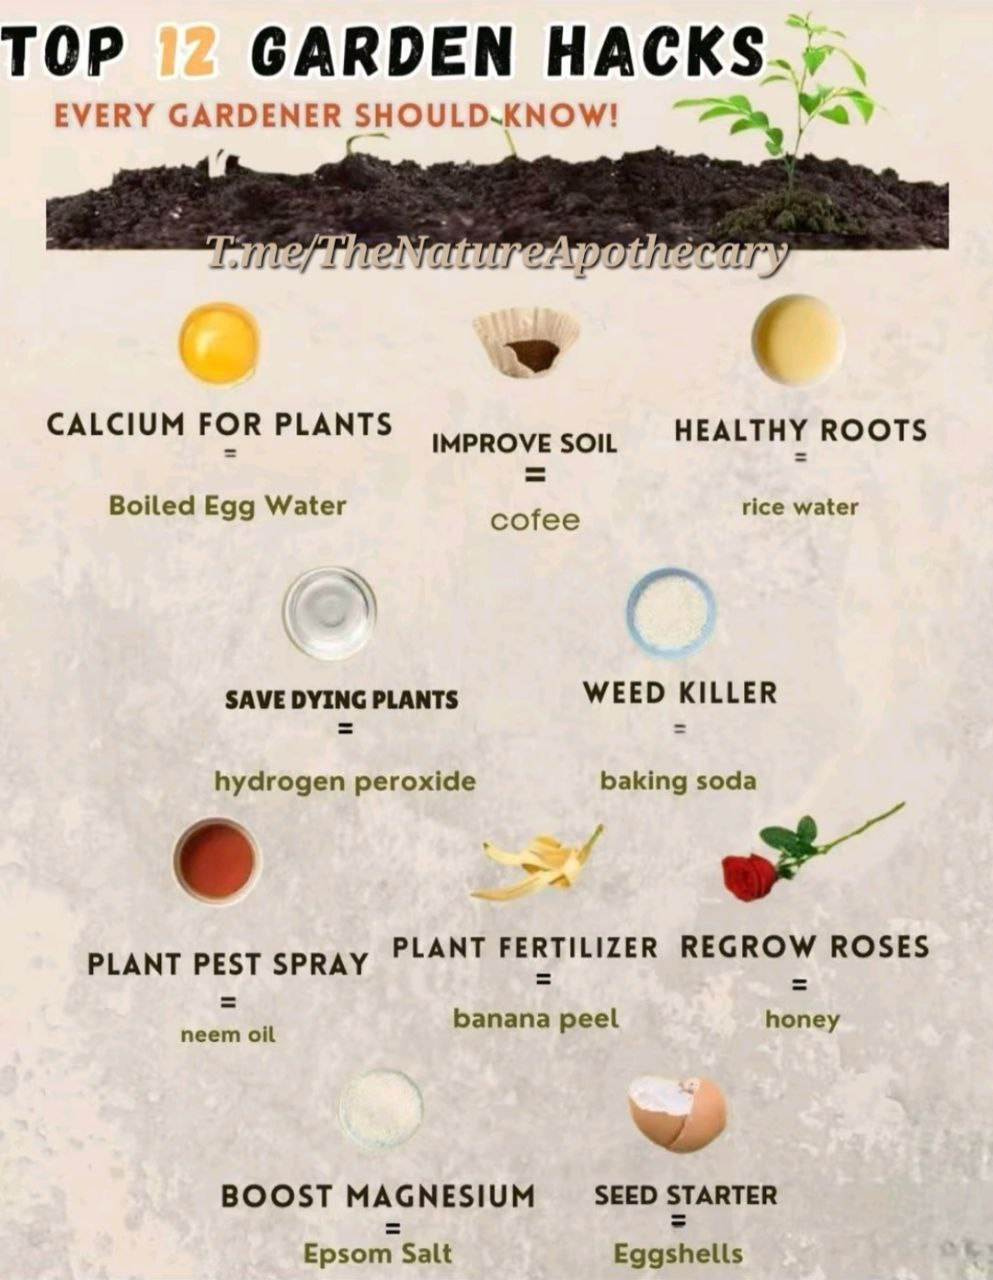 TOP 12 GARDEN HACKS
EVERY GARDENER SHOULD KNOW!
T.me/TheNatureApothecary
CALCIUM FOR PLANTS
=
Boiled Egg Water
IMPROVE SOIL
=
cofee
HEALTHY ROOTS
=
rice water
SAVE DYING PLANTS
=
hydrogen peroxide
WEED KILLER
=
baking soda
PLANT PEST SPRAY
=
neem oil
PLANT FERTILIZER
=
banana peel
REGROW ROSES
=
honey
BOOST MAGNESIUM
=
Epsom Salt
SEED STARTER
=
Eggshells